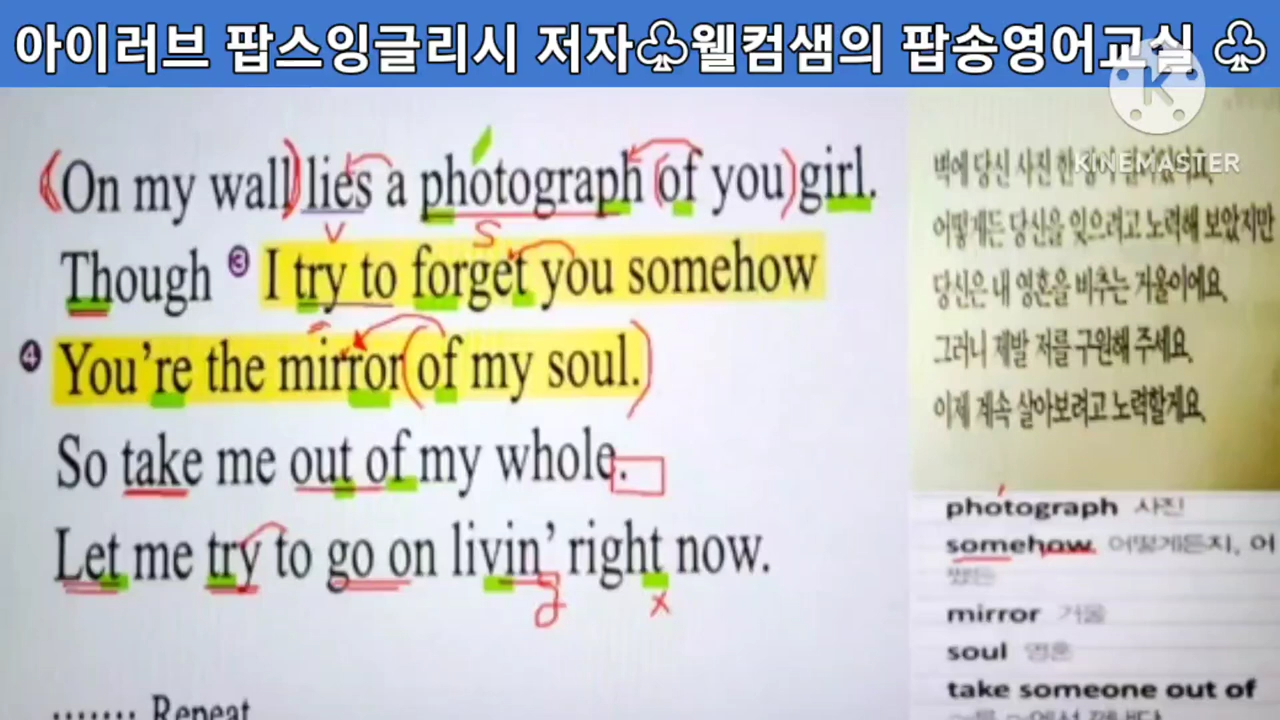 아이러브 팝스잉글리시 저자♧웰컴샘의 팝송영어교실 ♧
KINEMASTER
(On my wall) lies a photograph (of you) girl.
V S
Though ③ I try to forget you somehow
④ You're the mirror (of my soul.)
So take me out of my whole.
Let me try to go on livin' right now.
g x
······· Repeat
벽에 당신 사진 한
어떻게든 당신을 잊으려고 노력해 보았지만
당신은 내 영혼을 비추는 거울이에요.
그러니 제발 저를 구원해 주세요.
이제 계속 살아보려고 노력할게요.
photograph 사진
somehow 어떻게든지, 어
쨌든
mirror 거울
soul 영혼
take someone out of